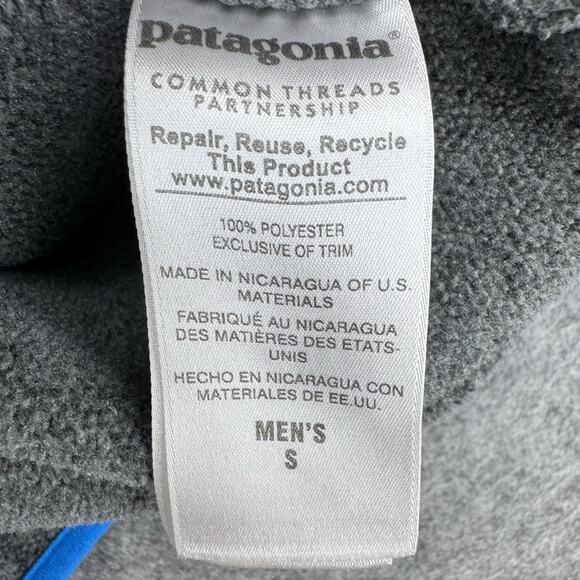 patagonia®
COMMON THREADS
PARTNERSHIP
Repair, Reuse, Recycle
This Product
www.patagonia.com
100% POLYESTER
EXCLUSIVE OF TRIM
MADE IN NICARAGUA OF U.S.
MATERIALS
FABRIQUÉ AU NICARAGUA
DES MATIÈRES DES ETATS-
UNIS
HECHO EN NICARAGUA CON
MATERIALES DE EE.UU.
MEN'S
S